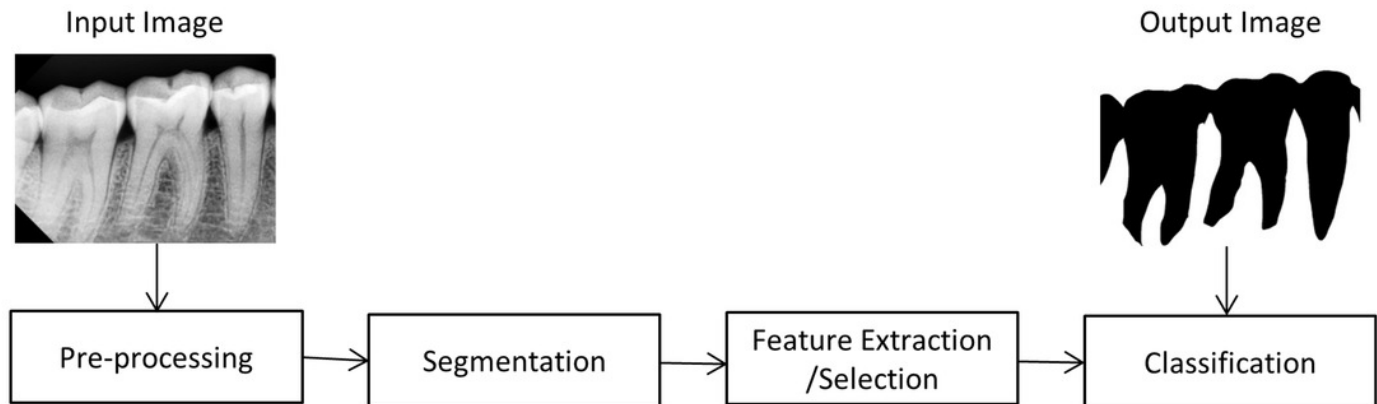 Input Image
Output Image
Pre-processing
Segmentation
Feature Extraction
/Selection
Classification